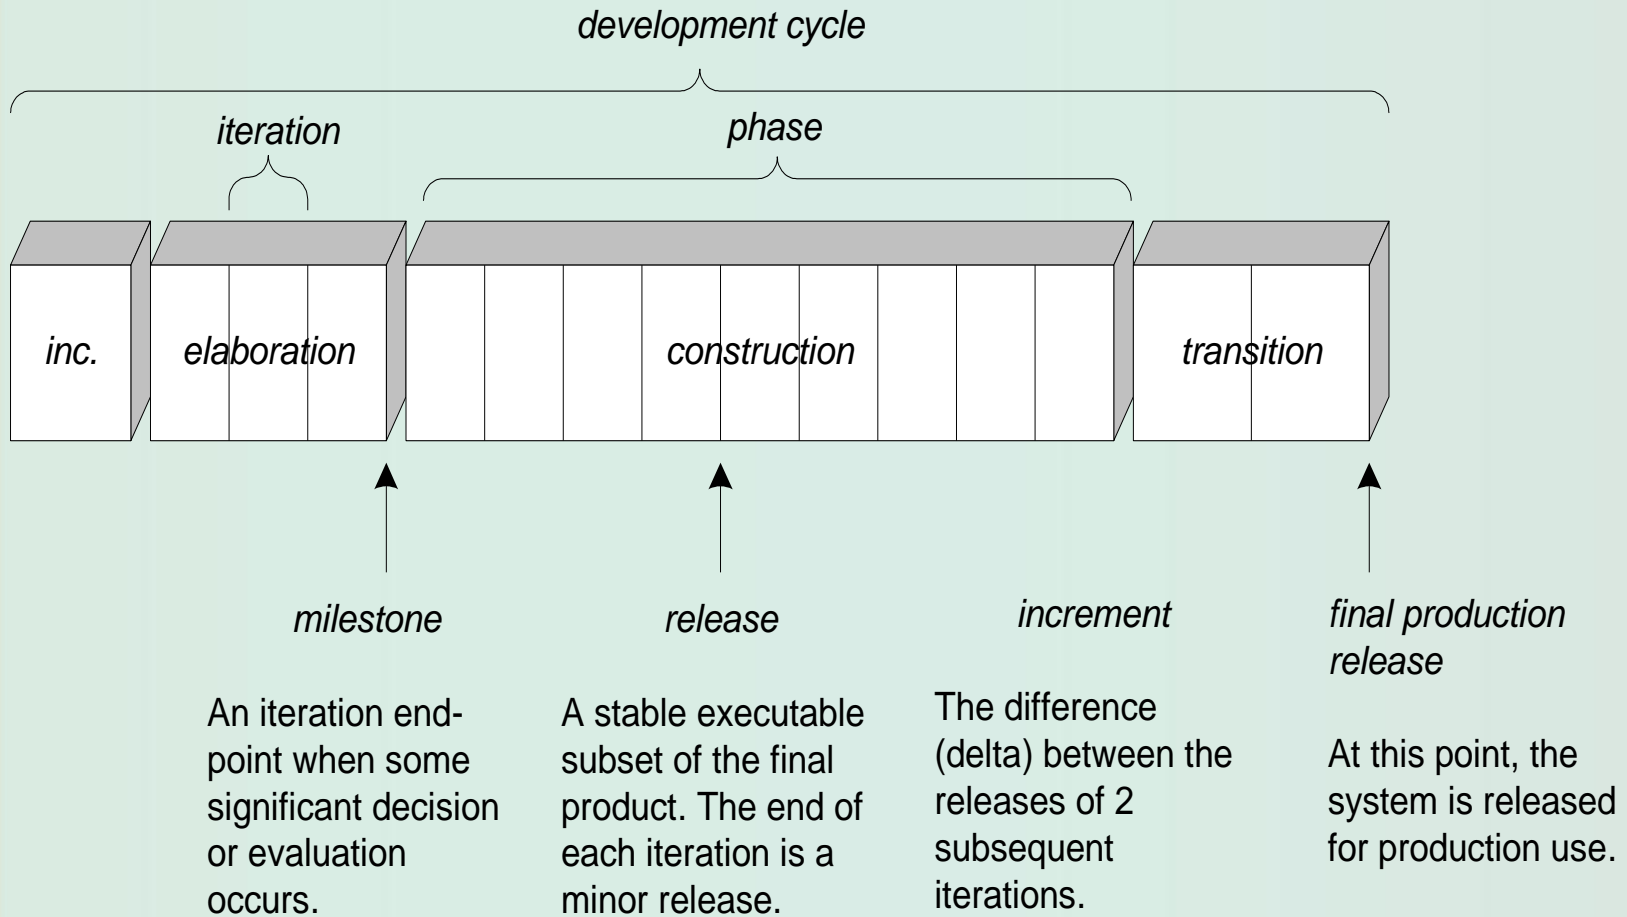 development cycle
iteration
phase
inc.
elaboration
construction
transition
milestone
An iteration end-
point when some
significant decision
or evaluation
occurs.
release
A stable executable
subset of the final
product. The end of
each iteration is a
minor release.
increment
The difference
(delta) between the
releases of 2
subsequent
iterations.
final production
release
At this point, the
system is released
for production use.